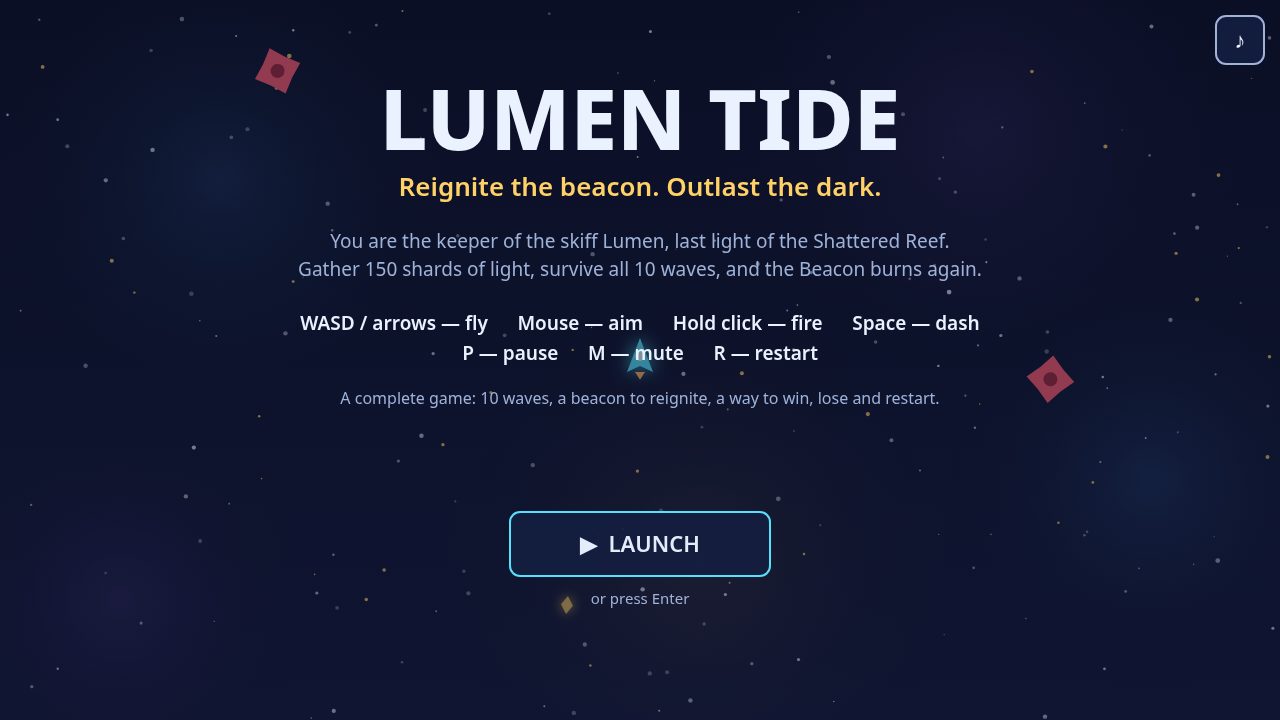 ♪
LUMEN TIDE
Reignite the beacon. Outlast the dark.
You are the keeper of the skiff Lumen, last light of the Shattered Reef.
Gather 150 shards of light, survive all 10 waves, and the Beacon burns again.
WASD / arrows — fly Mouse — aim Hold click — fire Space — dash
P — pause M — mute R — restart
A complete game: 10 waves, a beacon to reignite, a way to win, lose and restart.
▶ LAUNCH
or press Enter